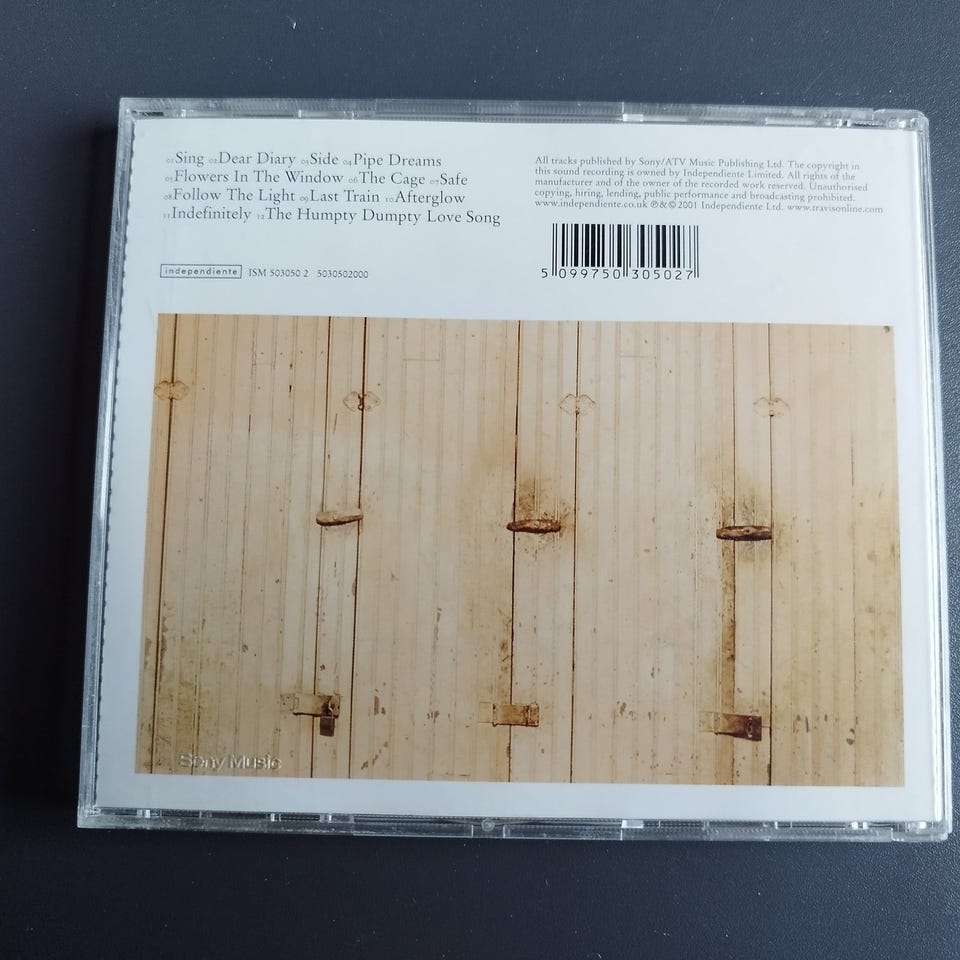 01 Sing 02 Dear Diary 03 Side 04 Pipe Dreams
05 Flowers In The Window 06 The Cage 07 Safe
08 Follow The Light 09 Last Train 10 Afterglow
11 Indefinitely 12 The Humpty Dumpty Love Song
All tracks published by Sony/ATV Music Publishing Ltd. The copyright in
this sound recording is owned by Independiente Limited. All rights of the
manufacturer and of the owner of the recorded work reserved. Unauthorised
copying, hiring, lending, public performance and broadcasting prohibited.
www.independiente.co.uk ℗&© 2001 Independiente Ltd. www.travisonline.com
5 099750 305027
independiente ISM 503050 2 5030502000
Sony Music